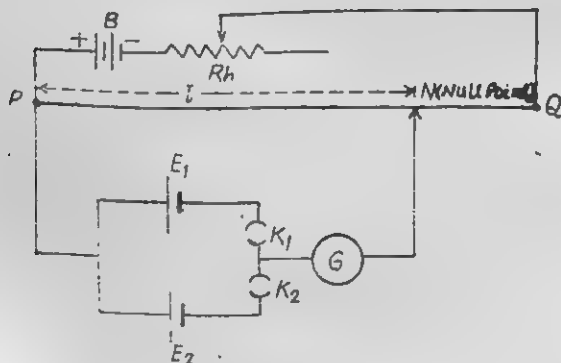 B
+ −
Rh
l N(Null Point)
P Q
E1
K1
G
K2
E2